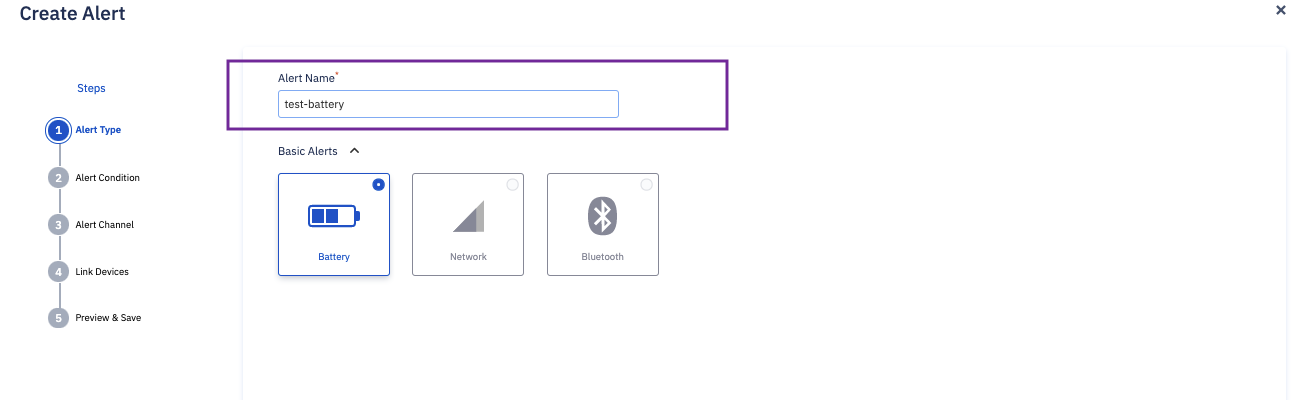 Create Alert
Steps
1 Alert Type
2 Alert Condition
3 Alert Channel
4 Link Devices
5 Preview & Save
Alert Name*
test-battery
Basic Alerts
Battery
Network
Bluetooth